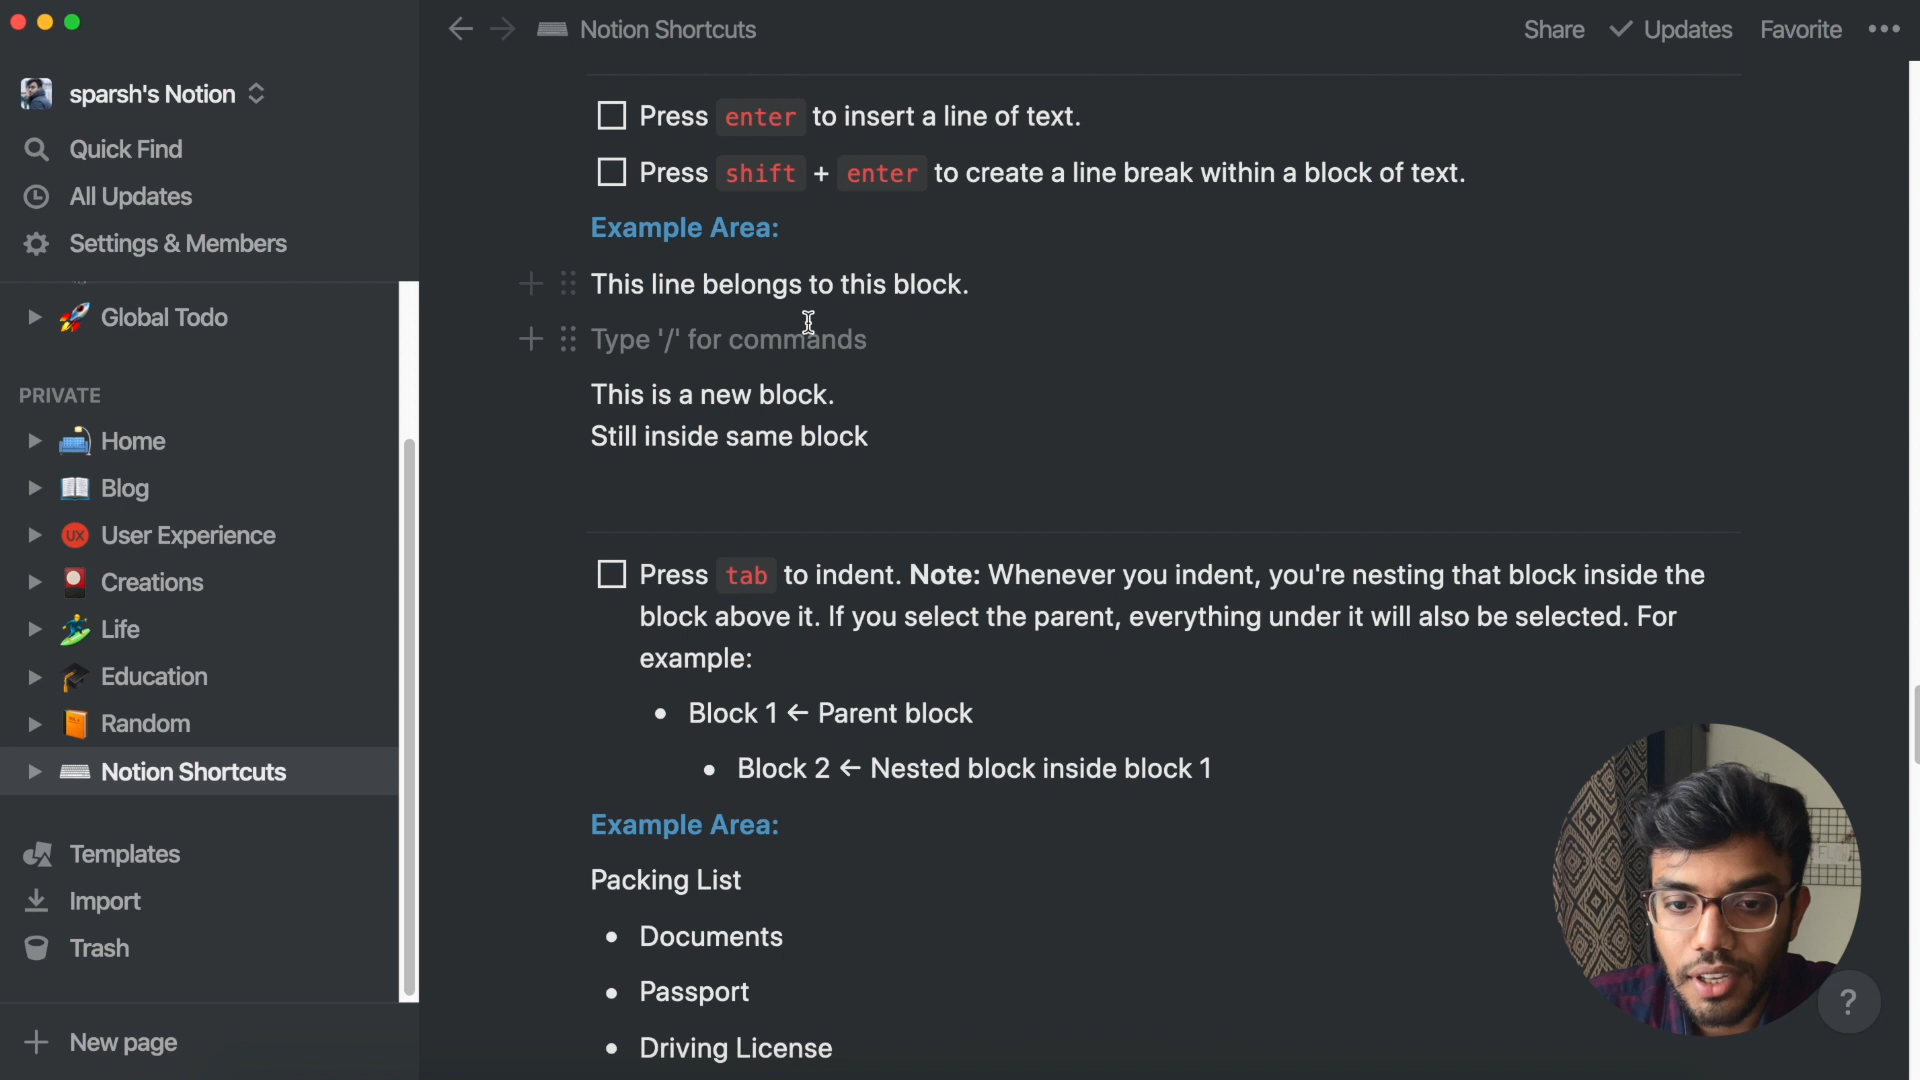 Notion Shortcuts
Share
Updates
Favorite
sparsh's Notion
Quick Find
All Updates
Settings & Members
Global Todo
PRIVATE
Home
Blog
UX User Experience
Creations
Life
Education
Random
Notion Shortcuts
Templates
Import
Trash
New page
Press enter to insert a line of text.
Press shift + enter to create a line break within a block of text.
Example Area:
This line belongs to this block.
Type '/' for commands
This is a new block.
Still inside same block
Press tab to indent. Note: Whenever you indent, you're nesting that block inside the
block above it. If you select the parent, everything under it will also be selected. For
example:
• Block 1 ← Parent block
• Block 2 ← Nested block inside block 1
Example Area:
Packing List
• Documents
• Passport
• Driving License
?